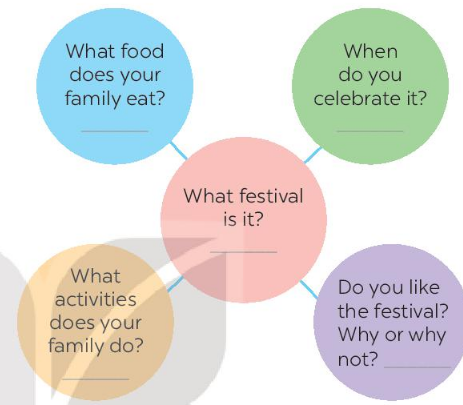 What food
does your
family eat?
When
do you
celebrate it?
What festival
is it?
What
activities
does your
family do?
Do you like
the festival?
Why or why
not?